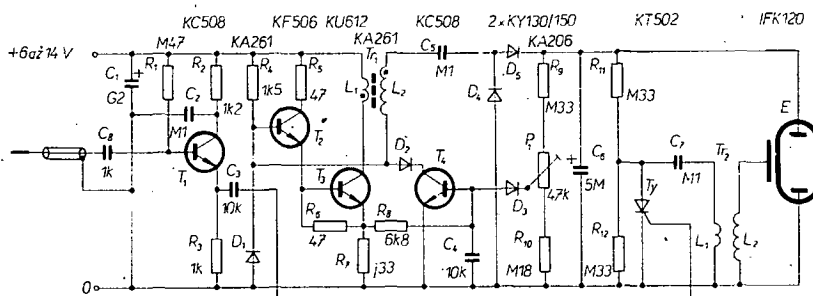 KC508 KF506 KU612 KC508 2×KY130/150 KT502 IFK120
KA261 KA261 KA206
+6až14V
M47
C1
G2
R1
R2
1k2
C2
M1
R4
1k5
R5
47
Tr1
L1
L2
C5
M1
D5
D4
R9
M33
R11
M33
E
C8
1k
T1
C3
10k
T2
T3
D2
T4
D3
P1
47k
C6
5M
C7
M11
Tr2
Ty
L1
L2
R3
1k
D1
R6
47
R8
6k8
R7
j33
C4
10k
R10
M18
R12
M33
0